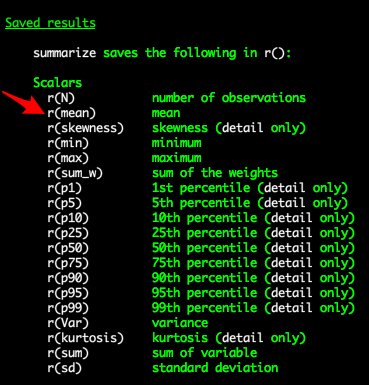 Saved results
summarize saves the following in r():
Scalars
r(N) number of observations
r(mean) mean
r(skewness) skewness (detail only)
r(min) minimum
r(max) maximum
r(sum_w) sum of the weights
r(p1) 1st percentile (detail only)
r(p5) 5th percentile (detail only)
r(p10) 10th percentile (detail only)
r(p25) 25th percentile (detail only)
r(p50) 50th percentile (detail only)
r(p75) 75th percentile (detail only)
r(p90) 90th percentile (detail only)
r(p95) 95th percentile (detail only)
r(p99) 99th percentile (detail only)
r(Var) variance
r(kurtosis) kurtosis (detail only)
r(sum) sum of variable
r(sd) standard deviation